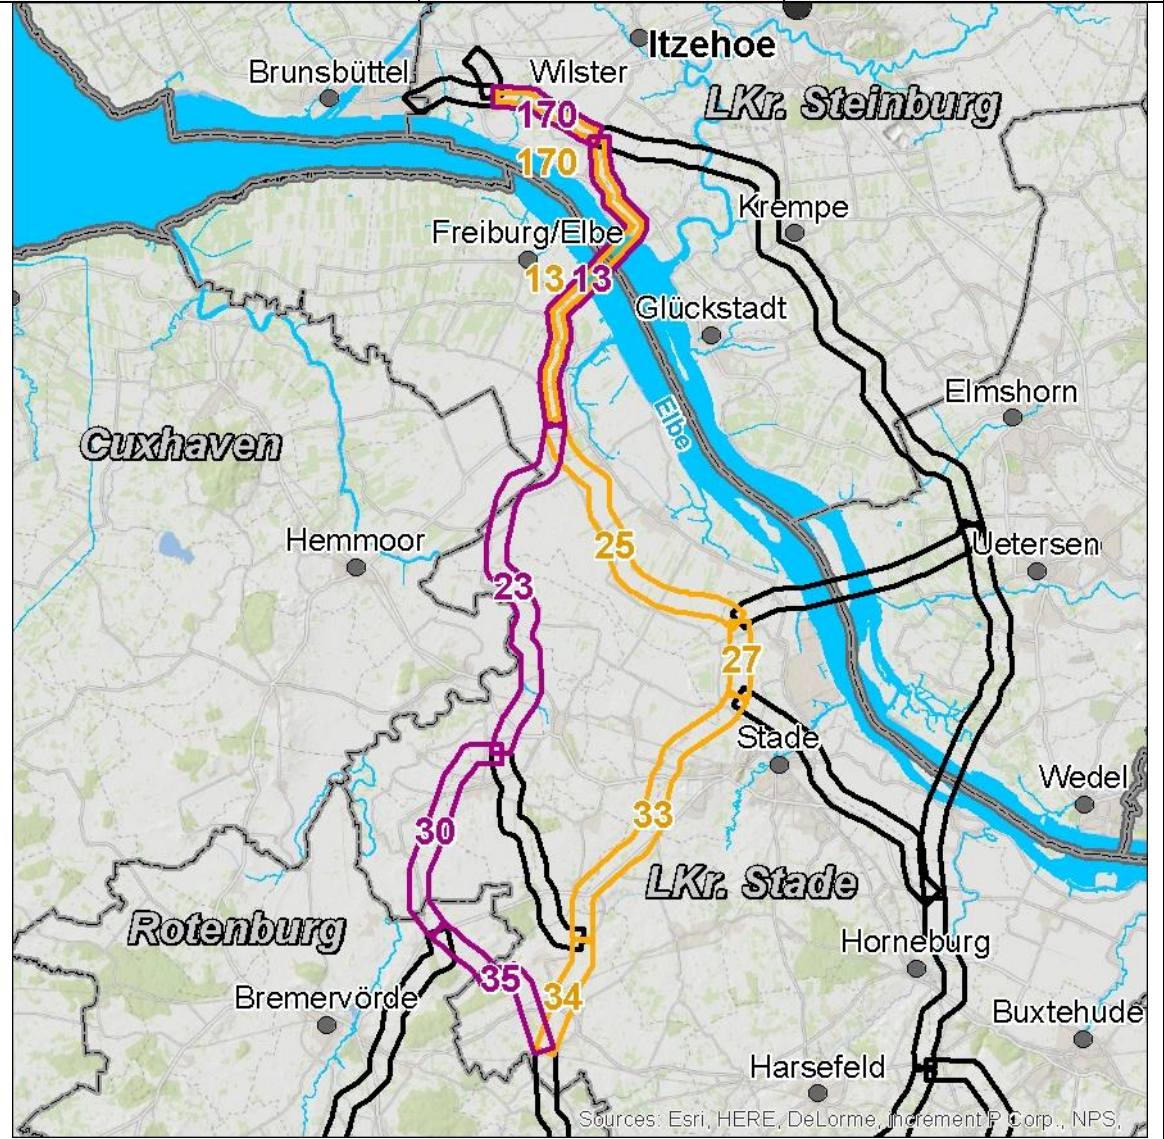 Itzehoe
Brunsbüttel
Wilster
LKr. Steinburg
170
170
Krempe
Freiburg/Elbe
13
13
Glückstadt
Elmshorn
Elbe
Cuxhaven
Hemmoor
25
Uetersen
23
27
Stade
Wedel
33
30
LKr. Stade
Rotenburg
Horneburg
35
34
Bremervörde
Buxtehude
Harsefeld
Sources: Esri, HERE, DeLorme, increment P Corp., NPS,